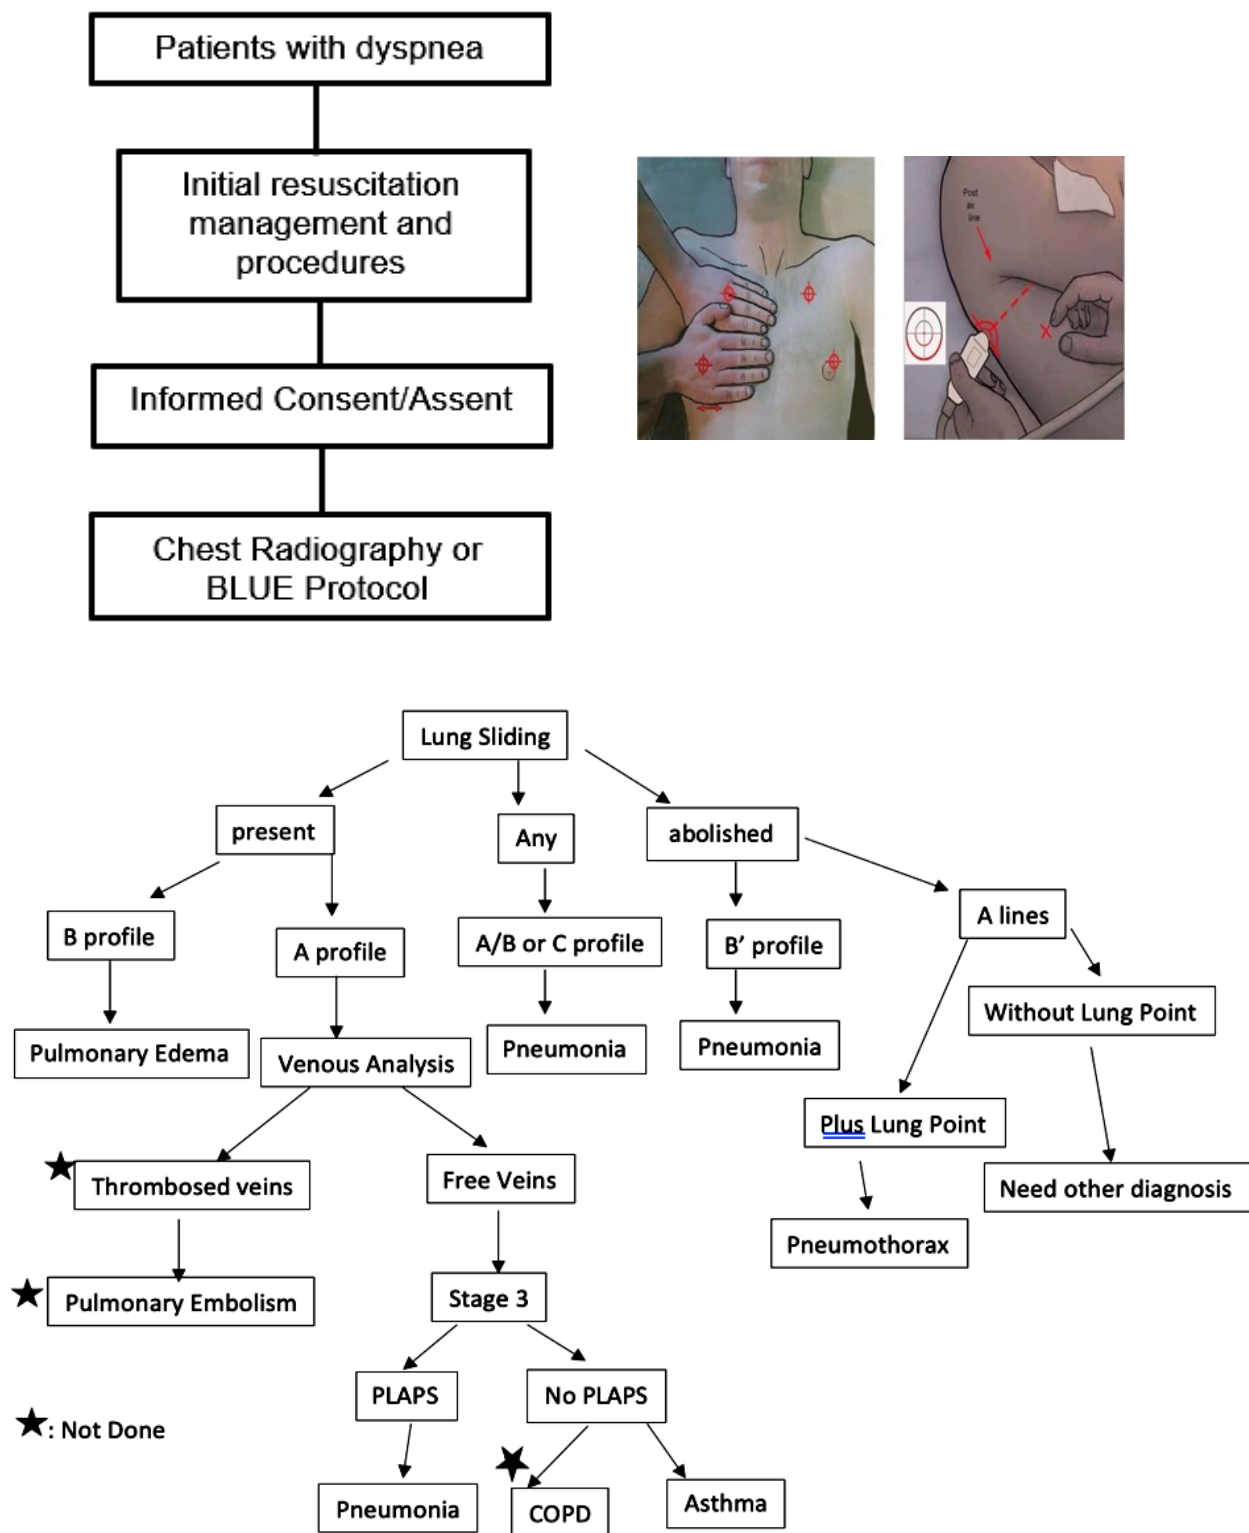 Patients with dyspnea
Initial resuscitation
management and
procedures
Post
ax
line
Informed Consent/Assent
Chest Radiography or
BLUE Protocol
Lung Sliding
present
Any
abolished
B profile
A profile
A/B or C profile
B’ profile
A lines
Pulmonary Edema
Venous Analysis
Pneumonia
Pneumonia
Without Lung Point
Plus Lung Point
Thrombosed veins
Free Veins
Need other diagnosis
Pneumothorax
Pulmonary Embolism
Stage 3
PLAPS
No PLAPS
★: Not Done
Pneumonia
COPD
Asthma